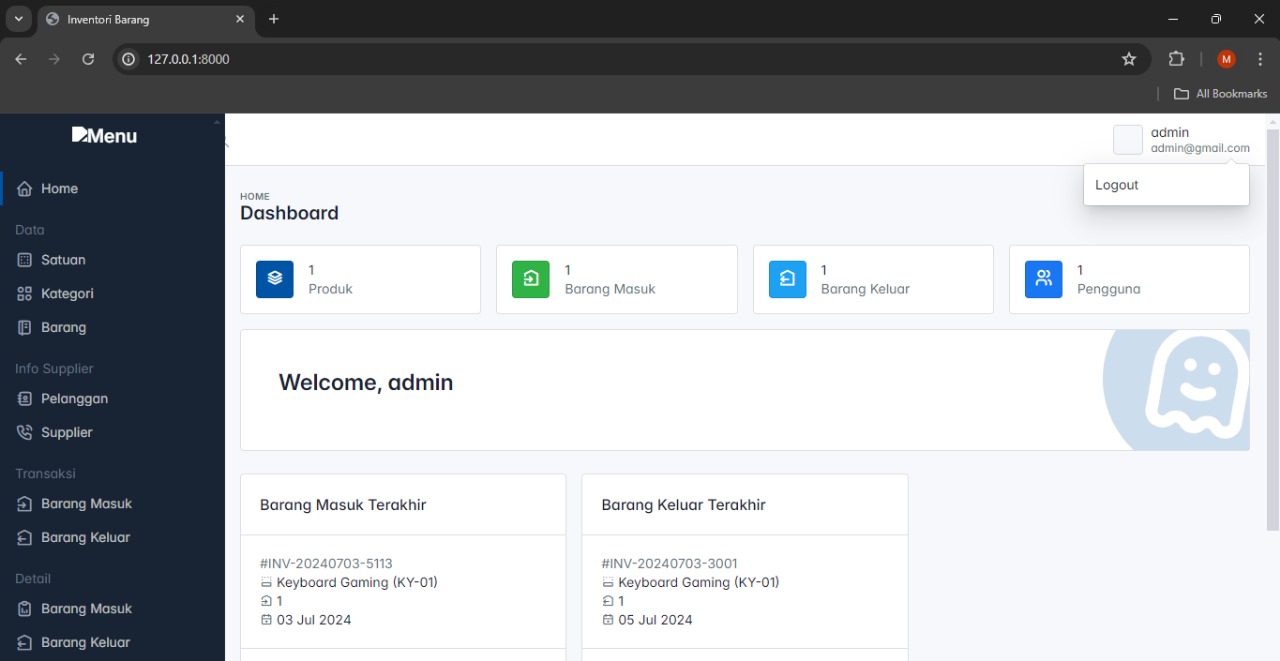 Inventori Barang
127.0.0.1:8000
M
All Bookmarks
Menu
admin
admin@gmail.com
Logout
Home
Data
Satuan
Kategori
Barang
Info Supplier
Pelanggan
Supplier
Transaksi
Barang Masuk
Barang Keluar
Detail
Barang Masuk
Barang Keluar
HOME
Dashboard
1
Produk
1
Barang Masuk
1
Barang Keluar
1
Pengguna
Welcome, admin
Barang Masuk Terakhir
#INV-20240703-5113
Keyboard Gaming (KY-01)
1
03 Jul 2024
Barang Keluar Terakhir
#INV-20240703-3001
Keyboard Gaming (KY-01)
1
05 Jul 2024